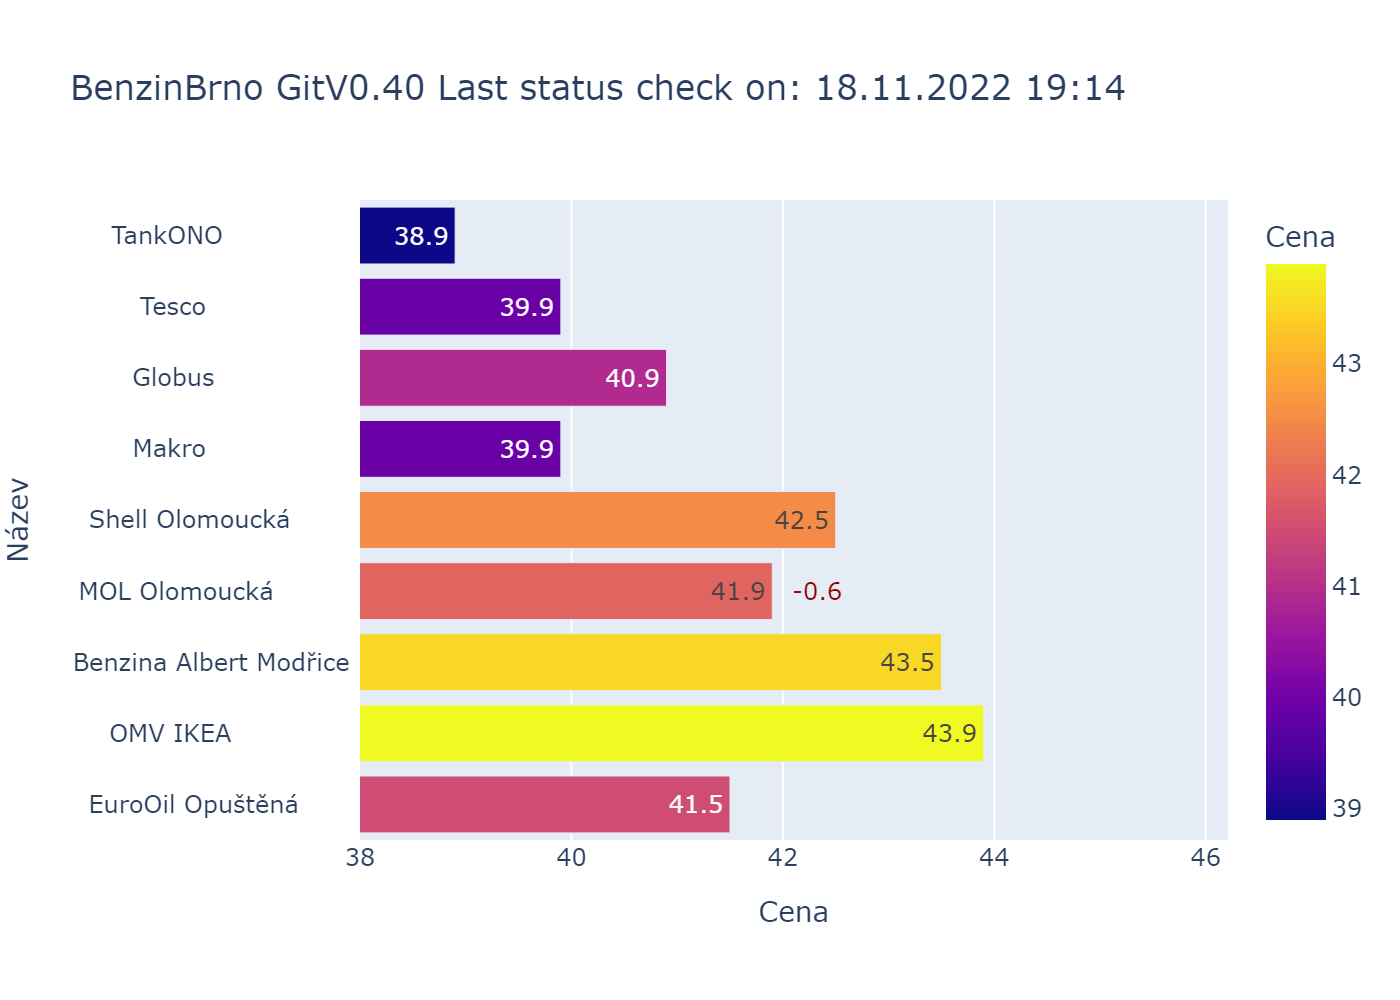 BenzinBrno GitV0.40 Last status check on: 18.11.2022 19:14
Název
TankONO 38.9
Tesco 39.9
Globus 40.9
Makro 39.9
Shell Olomoucká 42.5
MOL Olomoucká 41.9 -0.6
Benzina Albert Modřice 43.5
OMV IKEA 43.9
EuroOil Opuštěná 41.5
38 40 42 44 46
Cena
Cena
43
42
41
40
39